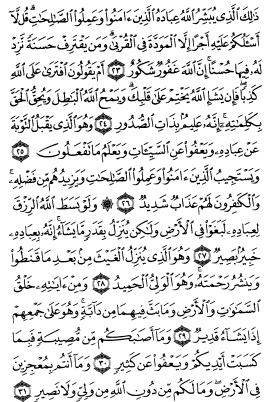 ذَٰلِكَ ٱلَّذِى يُبَشِّرُ ٱللَّهُ عِبَادَهُ ٱلَّذِينَ ءَامَنُوا۟ وَعَمِلُوا۟ ٱلصَّـٰلِحَـٰتِ ۗ قُل لَّآ
أَسْـَٔلُكُمْ عَلَيْهِ أَجْرًا إِلَّا ٱلْمَوَدَّةَ فِى ٱلْقُرْبَىٰ ۗ وَمَن يَقْتَرِفْ حَسَنَةً نَّزِدْ
لَهُۥ فِيهَا حُسْنًا ۚ إِنَّ ٱللَّهَ غَفُورٌ شَكُورٌ ٢٣ أَمْ يَقُولُونَ ٱفْتَرَىٰ عَلَى ٱللَّهِ
كَذِبًا ۖ فَإِن يَشَإِ ٱللَّهُ يَخْتِمْ عَلَىٰ قَلْبِكَ ۗ وَيَمْحُ ٱللَّهُ ٱلْبَـٰطِلَ وَيُحِقُّ ٱلْحَقَّ
بِكَلِمَـٰتِهِۦٓ ۚ إِنَّهُۥ عَلِيمٌۢ بِذَاتِ ٱلصُّدُورِ ٢٤ وَهُوَ ٱلَّذِى يَقْبَلُ ٱلتَّوْبَةَ
عَنْ عِبَادِهِۦ وَيَعْفُوا۟ عَنِ ٱلسَّيِّـَٔاتِ وَيَعْلَمُ مَا تَفْعَلُونَ ٢٥
وَيَسْتَجِيبُ ٱلَّذِينَ ءَامَنُوا۟ وَعَمِلُوا۟ ٱلصَّـٰلِحَـٰتِ وَيَزِيدُهُم مِّن فَضْلِهِۦ ۚ
وَٱلْكَـٰفِرُونَ لَهُمْ عَذَابٌ شَدِيدٌ ٢٦ ۞ وَلَوْ بَسَطَ ٱللَّهُ ٱلرِّزْقَ
لِعِبَادِهِۦ لَبَغَوْا۟ فِى ٱلْأَرْضِ وَلَـٰكِن يُنَزِّلُ بِقَدَرٍ مَّا يَشَآءُ ۚ إِنَّهُۥ بِعِبَادِهِۦ
خَبِيرٌۢ بَصِيرٌ ٢٧ وَهُوَ ٱلَّذِى يُنَزِّلُ ٱلْغَيْثَ مِنۢ بَعْدِ مَا قَنَطُوا۟
وَيَنشُرُ رَحْمَتَهُۥ ۚ وَهُوَ ٱلْوَلِىُّ ٱلْحَمِيدُ ٢٨ وَمِنْ ءَايَـٰتِهِۦ خَلْقُ
ٱلسَّمَـٰوَٰتِ وَٱلْأَرْضِ وَمَا بَثَّ فِيهِمَا مِن دَآبَّةٍ ۚ وَهُوَ عَلَىٰ جَمْعِهِمْ
إِذَا يَشَآءُ قَدِيرٌ ٢٩ وَمَآ أَصَـٰبَكُم مِّن مُّصِيبَةٍ فَبِمَا
كَسَبَتْ أَيْدِيكُمْ وَيَعْفُوا۟ عَن كَثِيرٍ ٣٠ وَمَآ أَنتُم بِمُعْجِزِينَ
فِى ٱلْأَرْضِ ۖ وَمَا لَكُم مِّن دُونِ ٱللَّهِ مِن وَلِىٍّ وَلَا نَصِيرٍ ٣١